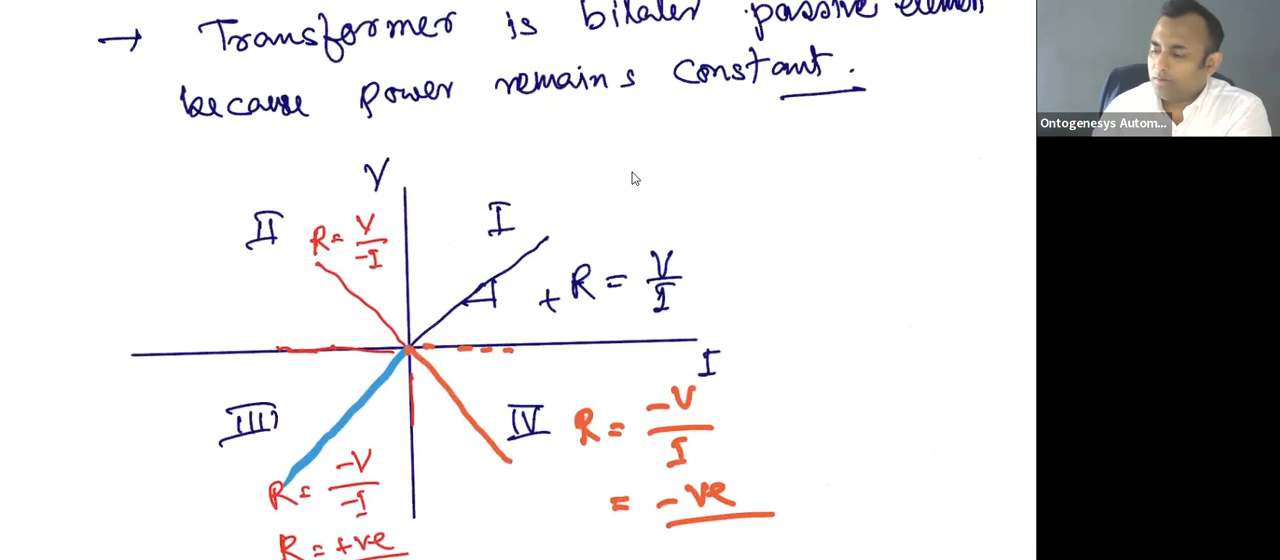 → Transformer is bilater passive elemen
because power remains constant.
Ontogenesys Autom...
V
II
R= V/-I
I
+R = V/I
I
III
IV
R= -V/I
= -ve
R= -V/-I
R= +ve